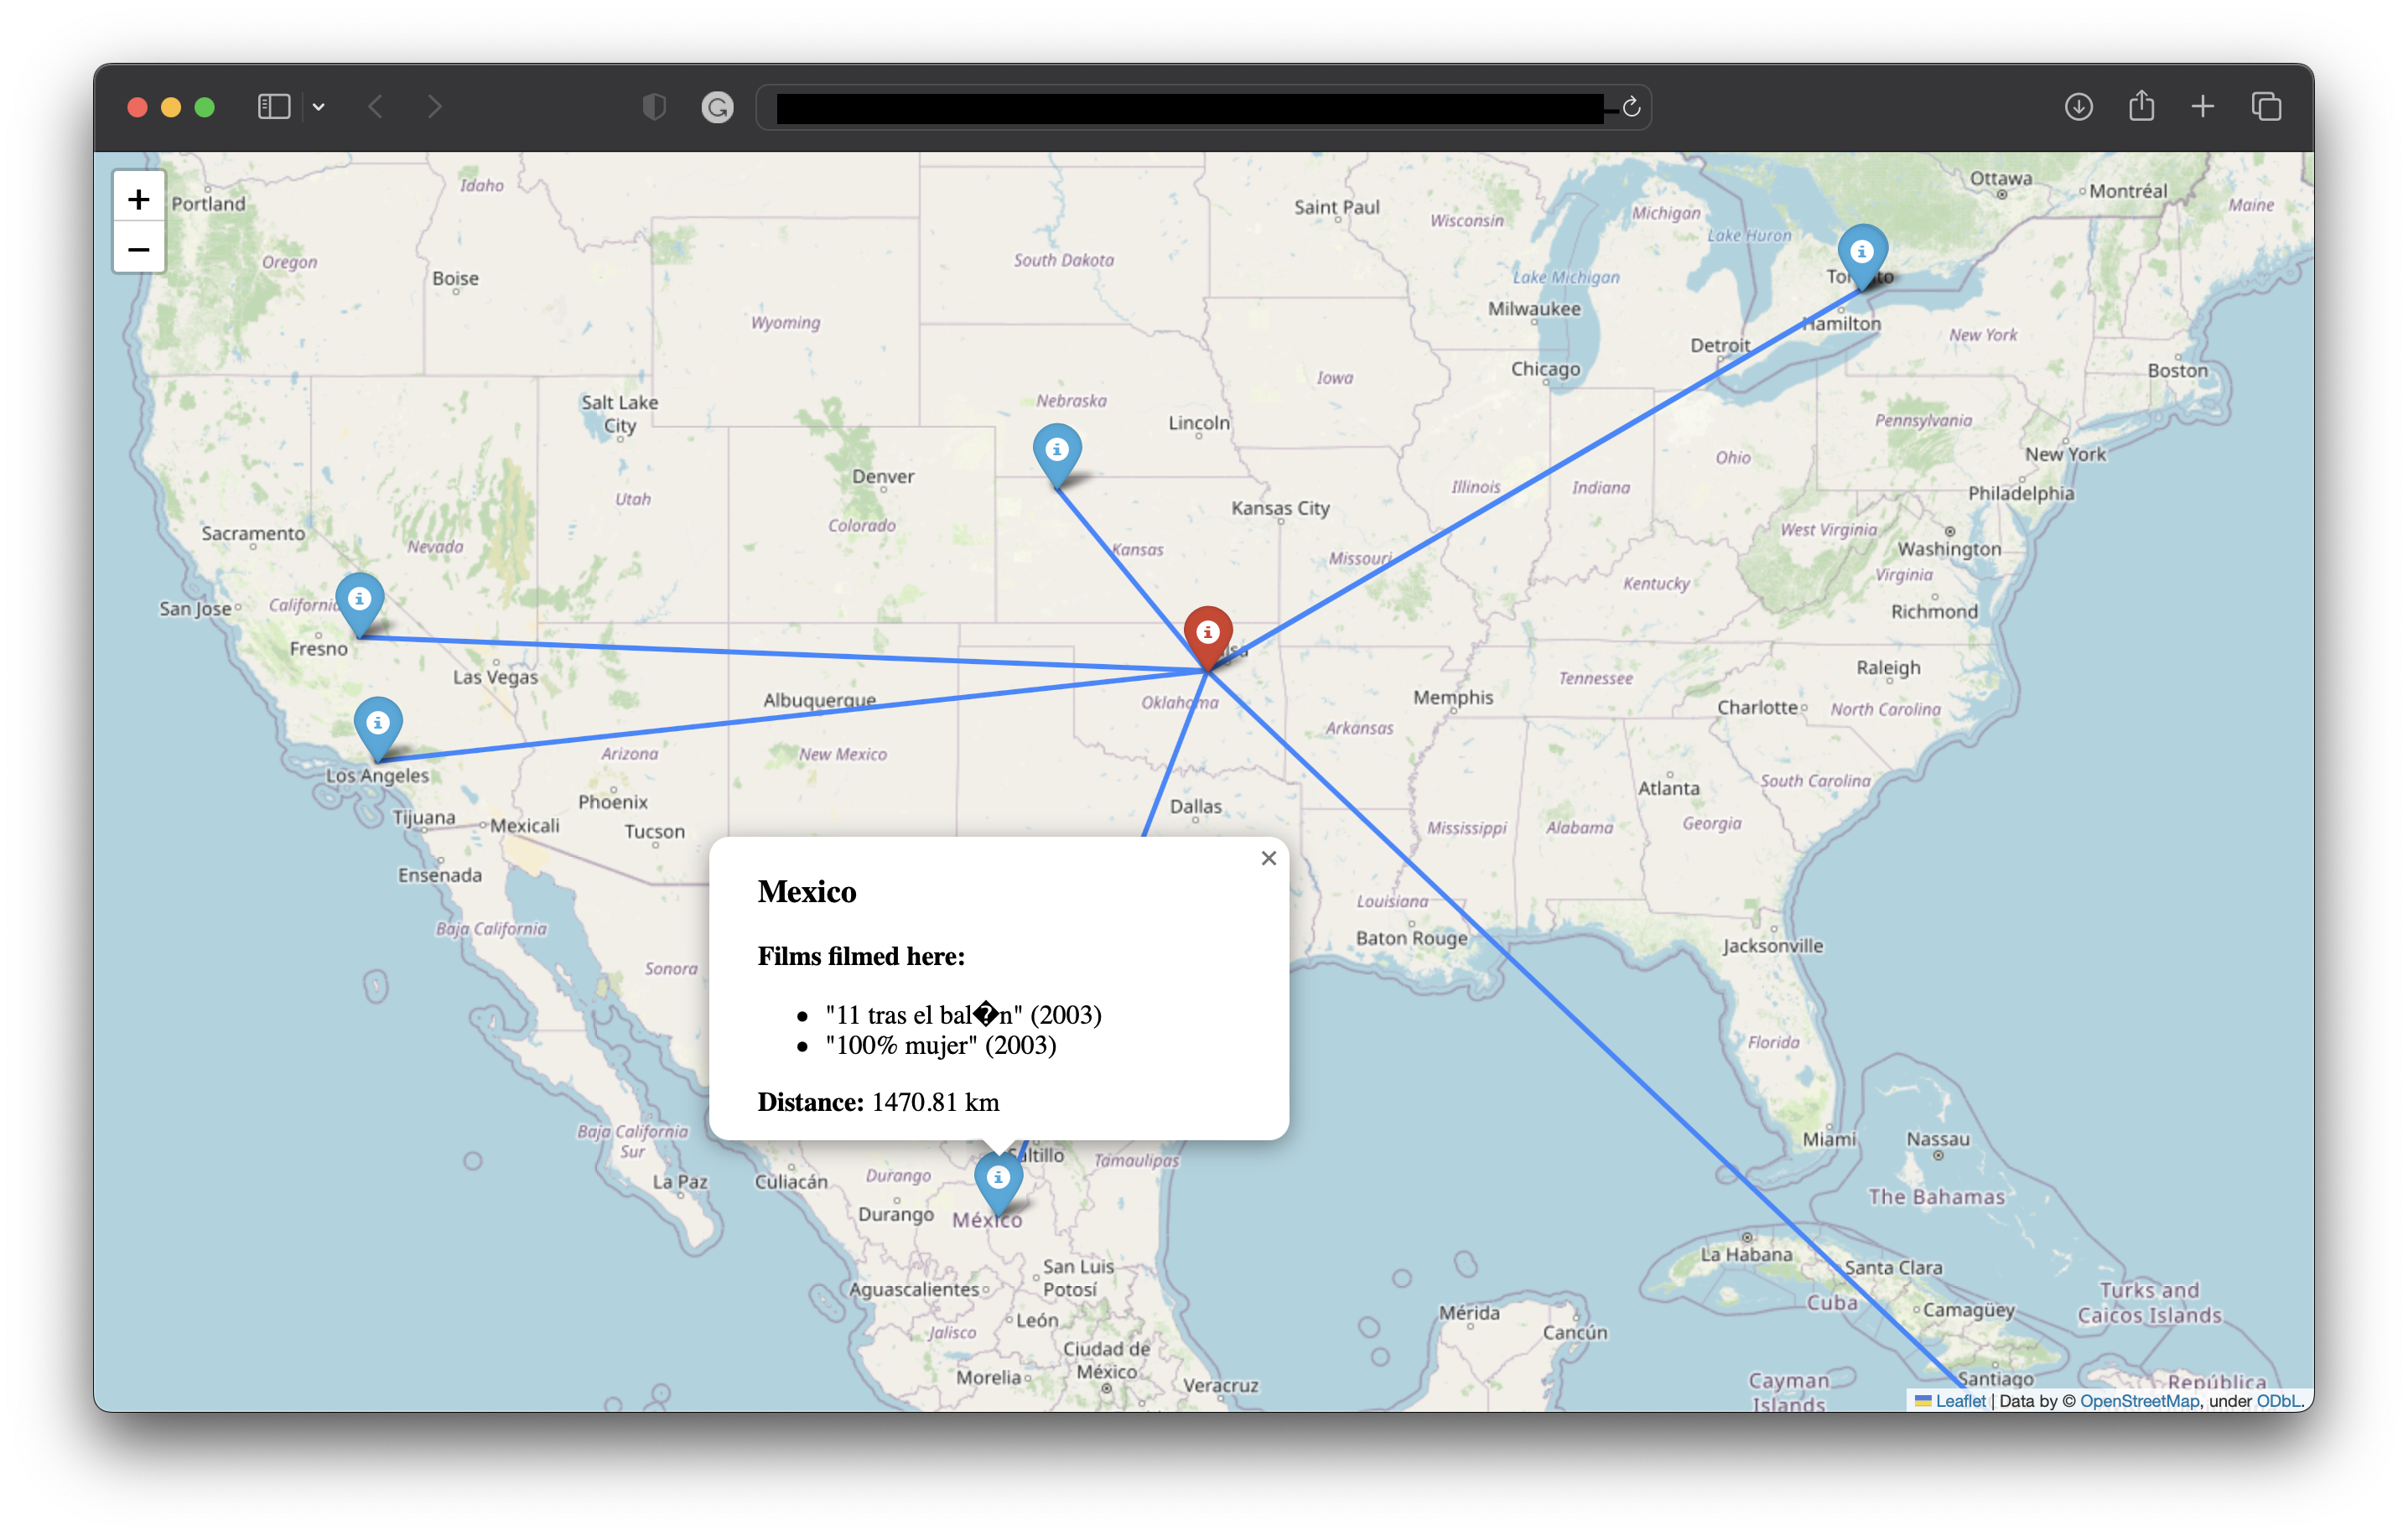 +
−
Portland
Idaho
Oregon
Boise
Wyoming
South Dakota
Saint Paul
Wisconsin
Michigan
Lake Huron
Lake Michigan
Milwaukee
Ottawa
Montréal
Maine
Hamilton
New York
Detroit
Chicago
Boston
Iowa
Nebraska
Lincoln
Salt Lake
City
Pennsylvania
New York
Ohio
Denver
Utah
Colorado
Kansas City
Illinois
Indiana
Philadelphia
Sacramento
Nevada
Kansas
Missouri
West Virginia
Washington
Kentucky
Virginia
San Jose
California
Richmond
Fresno
Las Vegas
Albuquerque
Oklahoma
Memphis
Tennessee
Raleigh
Charlotte
North Carolina
Arkansas
Los Angeles
Arizona
New Mexico
Phoenix
Dallas
Atlanta
South Carolina
Tijuana
Mexicali
Tucson
Mississippi
Alabama
Georgia
Ensenada
Louisiana
Baja California
Baton Rouge
Jacksonville
Sonora
Mexico
Films filmed here:
"11 tras el bal�n" (2003)
"100% mujer" (2003)
Distance: 1470.81 km
Florida
Baja California
Sur
Miami
Nassau
Saltillo
Tamaulipas
La Paz
Culiacán
Durango
Durango
México
The Bahamas
La Habana
Santa Clara
San Luis
Potosí
Aguascalientes
Cuba
Camagüey
Turks and
Caicos Islands
Mérida
Cancún
Jalisco
León
Ciudad de
México
Morelia
Veracruz
Cayman
Islands
Santiago
República
Leaflet | Data by © OpenStreetMap, under ODbL.